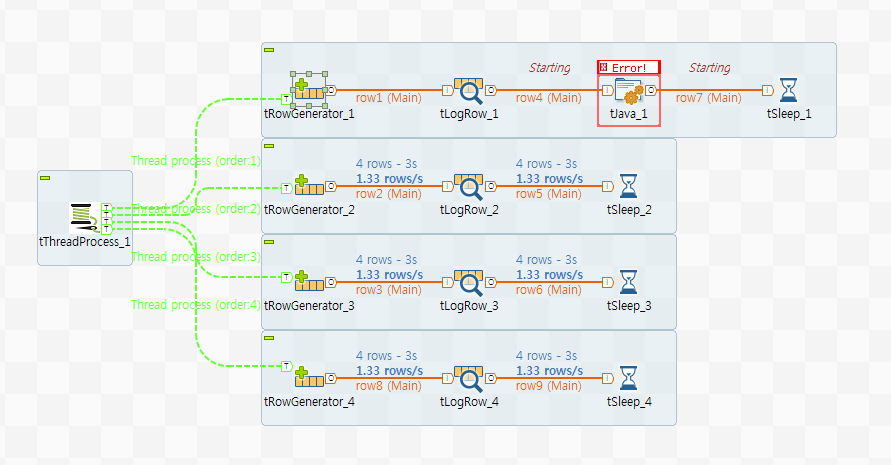 Starting
Error!
Starting
T
O
row1 (Main)
I
O
row4 (Main)
I
O
row7 (Main)
I
tRowGenerator_1
tLogRow_1
tJava_1
tSleep_1
Thread process (order:1)
4 rows - 3s
4 rows - 3s
1.33 rows/s
1.33 rows/s
T
O
row2 (Main)
I
O
row5 (Main)
I
tRowGenerator_2
tLogRow_2
tSleep_2
T
T
T
T
Thread process (order:2)
tThreadProcess_1
Thread process (order:3)
4 rows - 3s
4 rows - 3s
1.33 rows/s
1.33 rows/s
T
O
row3 (Main)
I
O
row6 (Main)
I
tRowGenerator_3
tLogRow_3
tSleep_3
Thread process (order:4)
4 rows - 3s
4 rows - 3s
1.33 rows/s
1.33 rows/s
T
O
row8 (Main)
I
O
row9 (Main)
I
tRowGenerator_4
tLogRow_4
tSleep_4